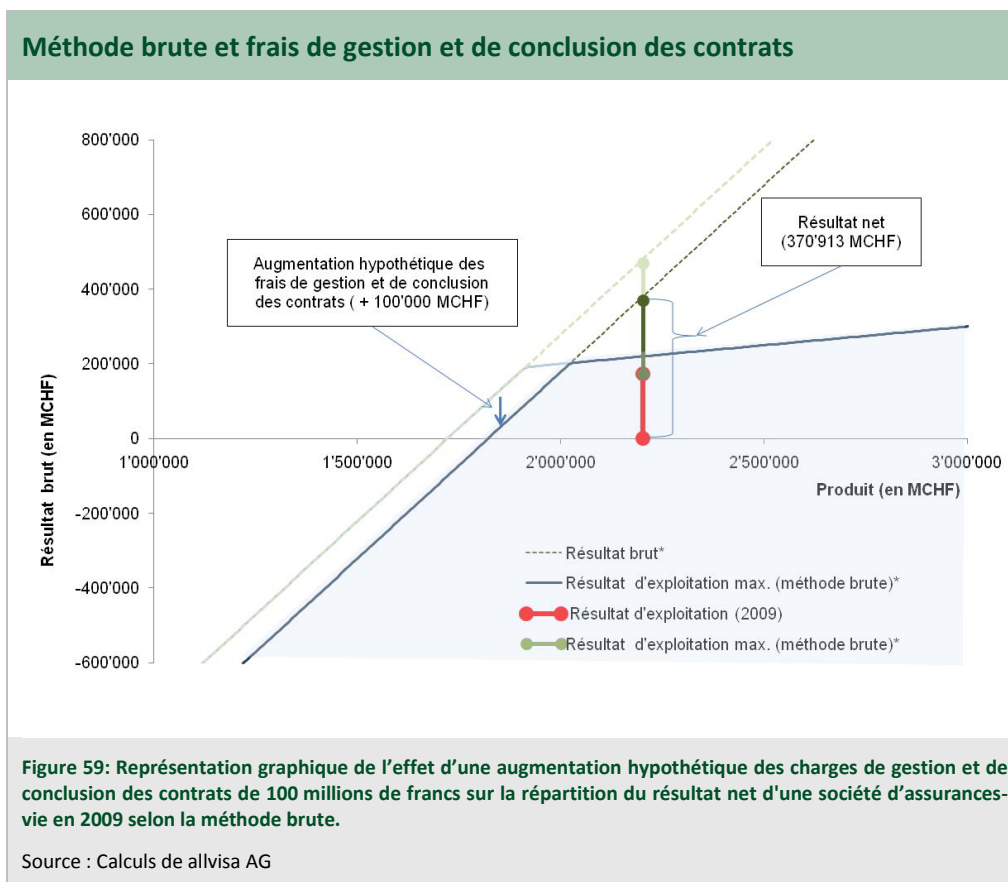 Méthode brute et frais de gestion et de conclusion des contrats
800'000
600'000
400'000
200'000
0
-200'000
-400'000
-600'000
Résultat brut (en MCHF)
Augmentation hypothétique des
frais de gestion et de conclusion
des contrats ( + 100'000 MCHF)
Résultat net
(370'913 MCHF)
1'000'000
1'500'000
2'000'000
2'500'000
3'000'000
Produit (en MCHF)
Résultat brut*
Résultat d'exploitation max. (méthode brute)*
Résultat d'exploitation (2009)
Résultat d'exploitation max. (méthode brute)*
Figure 59: Représentation graphique de l’effet d’une augmentation hypothétique des charges de gestion et de
conclusion des contrats de 100 millions de francs sur la répartition du résultat net d'une société d’assurances-
vie en 2009 selon la méthode brute.
Source : Calculs de allvisa AG